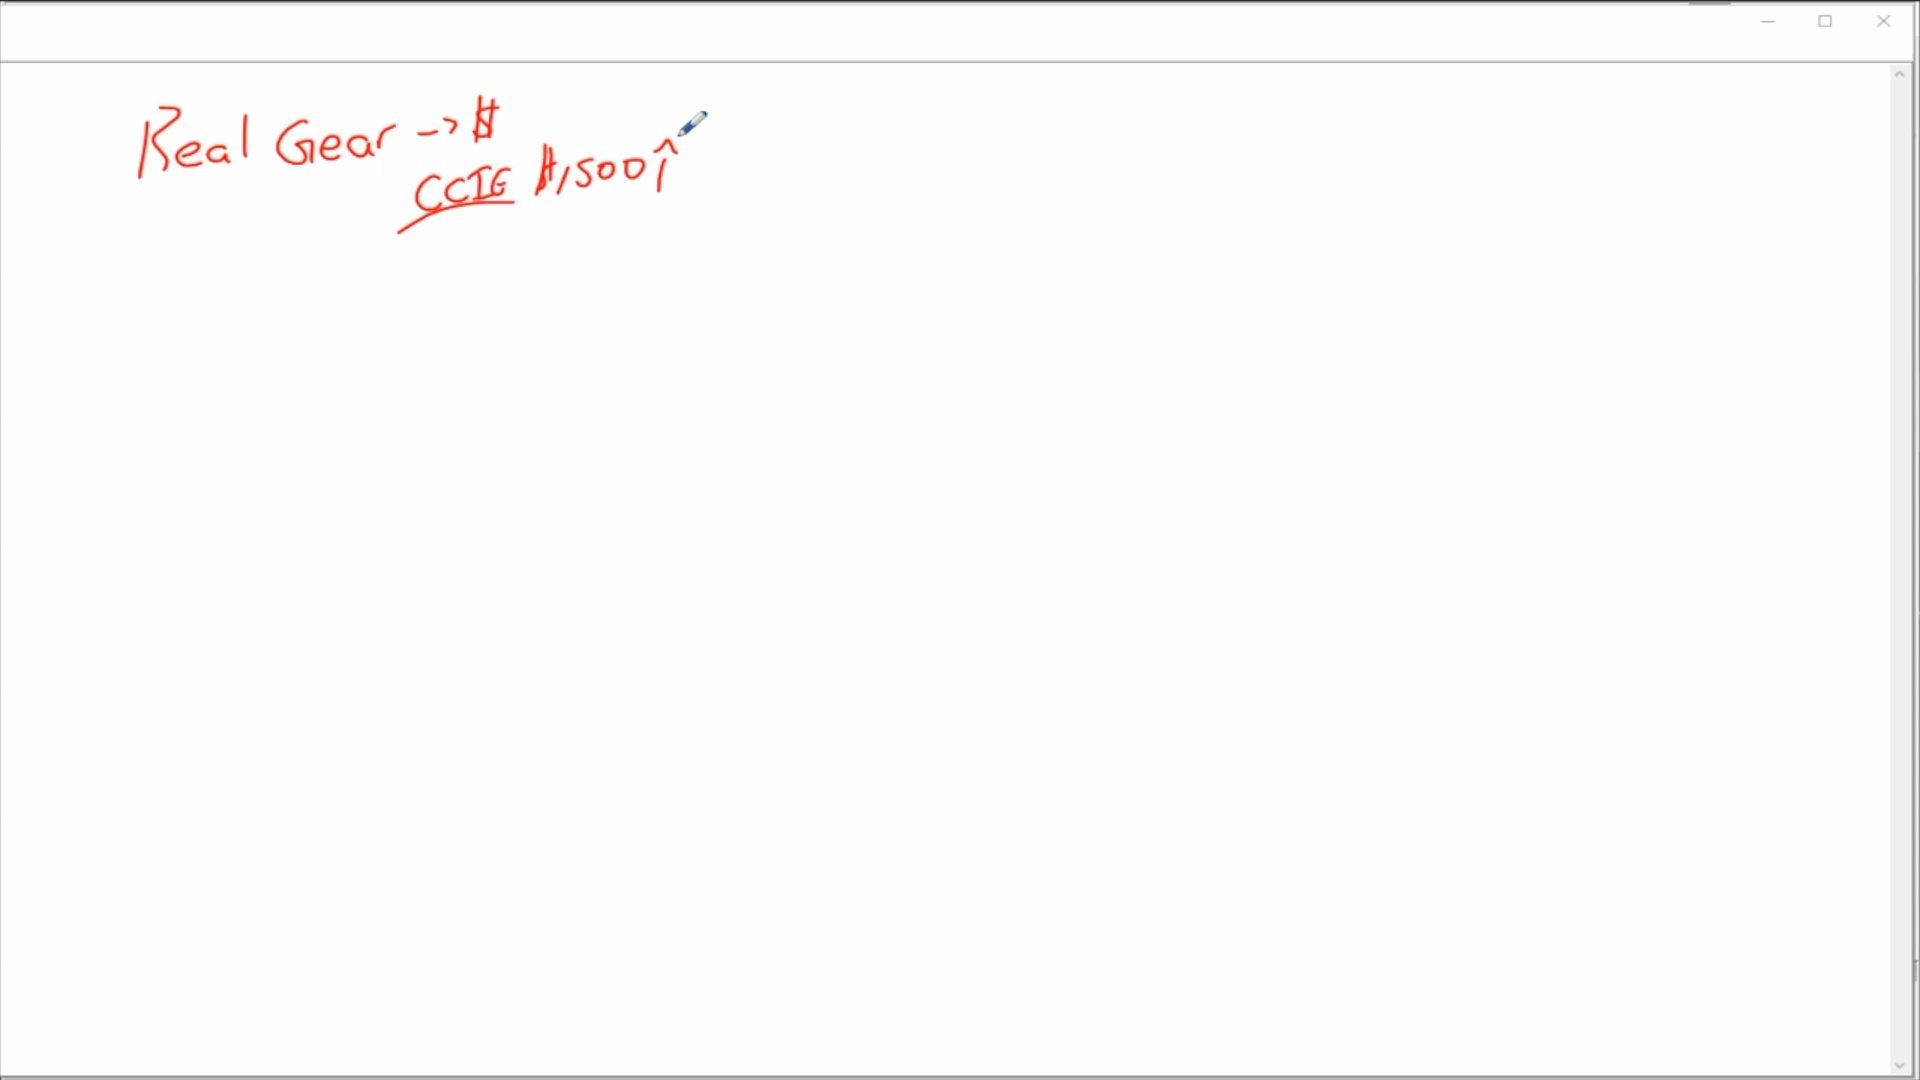 Real Gear -> $
CCIE $1,500↑